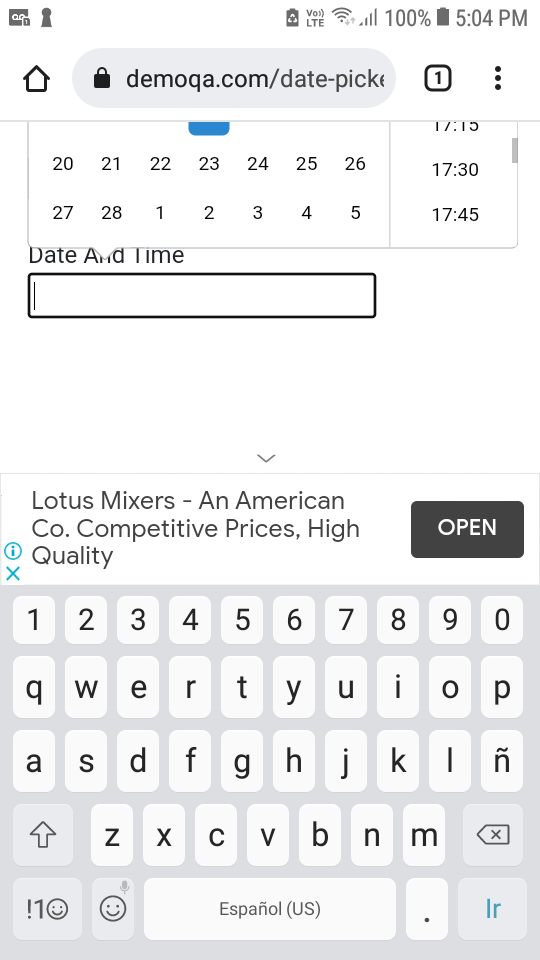 100% 5:04 PM
Vo))
LTE
demoqa.com/date-picke
1
17:15
20 21 22 23 24 25 26
17:30
27 28 1 2 3 4 5
17:45
Date And Time
Lotus Mixers - An American
Co. Competitive Prices, High
Quality
OPEN
1 2 3 4 5 6 7 8 9 0
q w e r t y u i o p
a s d f g h j k l ñ
z x c v b n m
!1☺ Español (US) . Ir